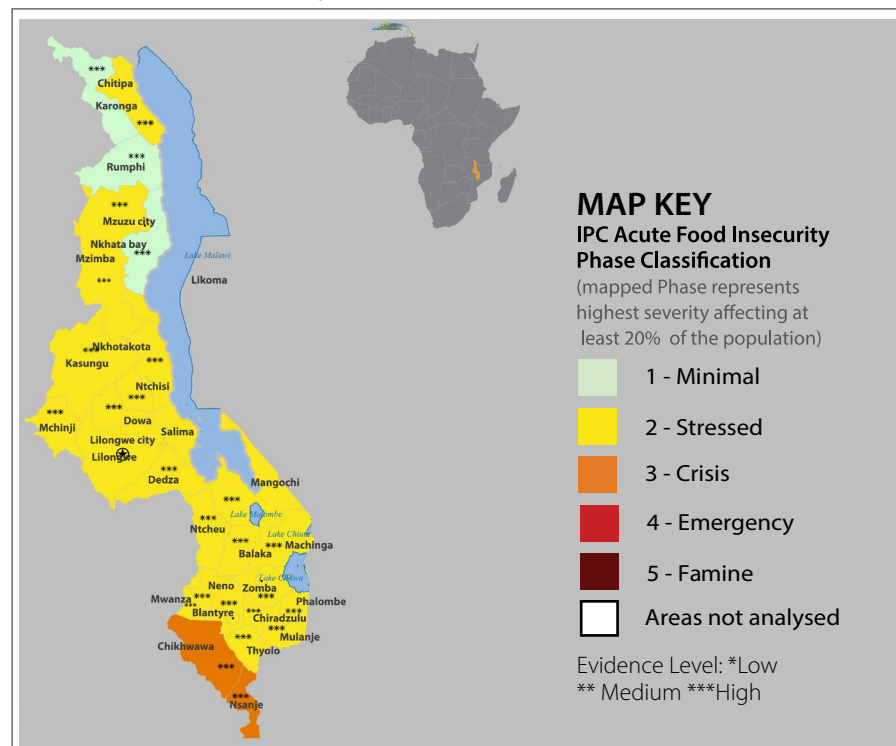 ***
Chitipa
Karonga
***
***
Rumphi
***
Mzuzu city
Nkhata bay
***
Mzimba
***
Lake Malawi
Likoma
Nkhotakota
***
Kasungu
***
Ntchisi
***
***
***
Mchinji
Dowa
Salima
Lilongwe city
Lilongwe
***
Dedza
Mangochi
***
Lake Malombe
***
Ntcheu
Lake Chiuta
***
*** Machinga
Balaka
Neno
Zomba
Mwanza
***
***
***
***
Blantyre
Phalombe
***
***
Chiradzulu
***
Mulanje
***
Thyolo
Chikhwawa
***
***
Nsanje
MAP KEY
IPC Acute Food Insecurity
Phase Classification
(mapped Phase represents
highest severity affecting at
least 20% of the population)
1 - Minimal
2 - Stressed
3 - Crisis
4 - Emergency
5 - Famine
Areas not analysed
Evidence Level: *Low
** Medium ***High